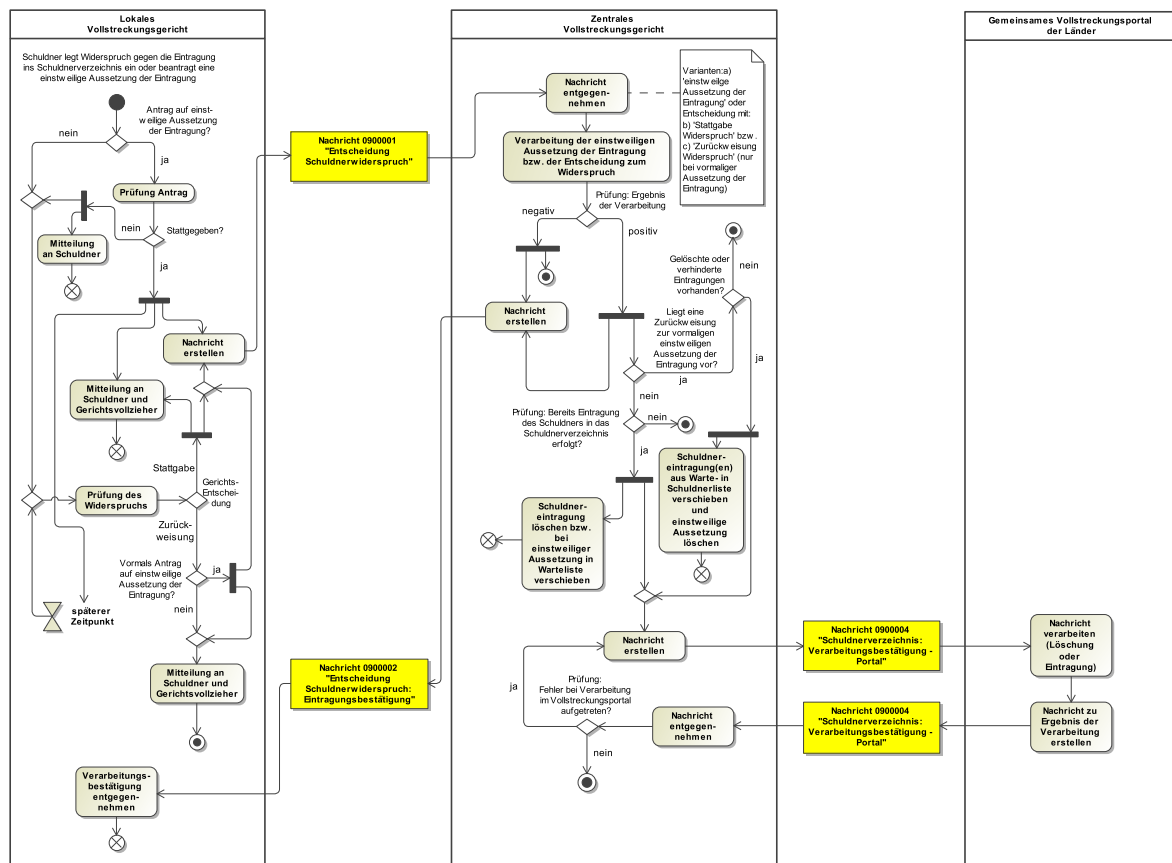 Lokales
Vollstreckungsgericht
Schuldner legt Widerspruch gegen die Eintragung
ins Schuldnerverzeichnis ein oder beantragt eine
einstweilige Aussetzung der Eintragung
Antrag auf einst-
weilige Aussetzung
der Eintragung?
nein
ja
Prüfung Antrag
nein
Stattgegeben?
Mitteilung
an Schuldner
ja
Nachricht
erstellen
Mitteilung an
Schuldner und
Gerichtsvollzieher
Stattgabe
Gerichts-
Entschei-
dung
Prüfung des
Widerspruchs
Zurück-
weisung
Vormals Antrag
auf einstweilige
Aussetzung der
Eintragung?
ja
nein
späterer
Zeitpunkt
Mitteilung an
Schuldner und
Gerichtsvollzieher
Verarbeitungs-
bestätigung
entgegen-
nehmen
Nachricht 0900001
"Entscheidung
Schuldnerwiderspruch"
Nachricht 0900002
"Entscheidung
Schuldnerwiderspruch:
Eintragungsbestätigung"
Zentrales
Vollstreckungsgericht
Nachricht
entgegen-
nehmen
Varianten:a)
'einstweilge
Aussetzung der
Eintragung' oder
Entscheidung mit:
b) 'Stattgabe
Widerspruch' bzw.
c) 'Zurückweisung
Widerspruch' (nur
bei vormaliger
Aussetzung der
Eintragung)
Verarbeitung der einstweiligen
Aussetzung der Eintragung
bzw. der Entscheidung zum
Widerspruch
Prüfung: Ergebnis
der Verarbeitung
negativ
positiv
Nachricht
erstellen
Gelöschte oder
verhinderte
Eintragungen
vorhanden?
nein
Liegt eine
Zurückweisung
zur vormaligen
einstweiligen
Aussetzung der
Eintragung vor?
ja
ja
nein
Prüfung: Bereits Eintragung
des Schuldners in das
Schuldnerverzeichnis
erfolgt?
nein
ja
Schuldner-
eintragung(en)
aus Warte- in
Schuldnerliste
verschieben
und
einstweilige
Aussetzung
löschen
Schuldner-
eintragung
löschen bzw.
bei
einstweiliger
Aussetzung in
Warteliste
verschieben
Nachricht
erstellen
Prüfung:
Fehler bei Verarbeitung
im Vollstreckungsportal
aufgetreten?
ja
nein
Nachricht
entgegen-
nehmen
Nachricht 0900004
"Schuldnerverzeichnis:
Verarbeitungsbestätigung -
Portal"
Nachricht 0900004
"Schuldnerverzeichnis:
Verarbeitungsbestätigung -
Portal"
Gemeinsames Vollstreckungsportal
der Länder
Nachricht
verarbeiten
(Löschung
oder
Eintragung)
Nachricht zu
Ergebnis der
Verarbeitung
erstellen